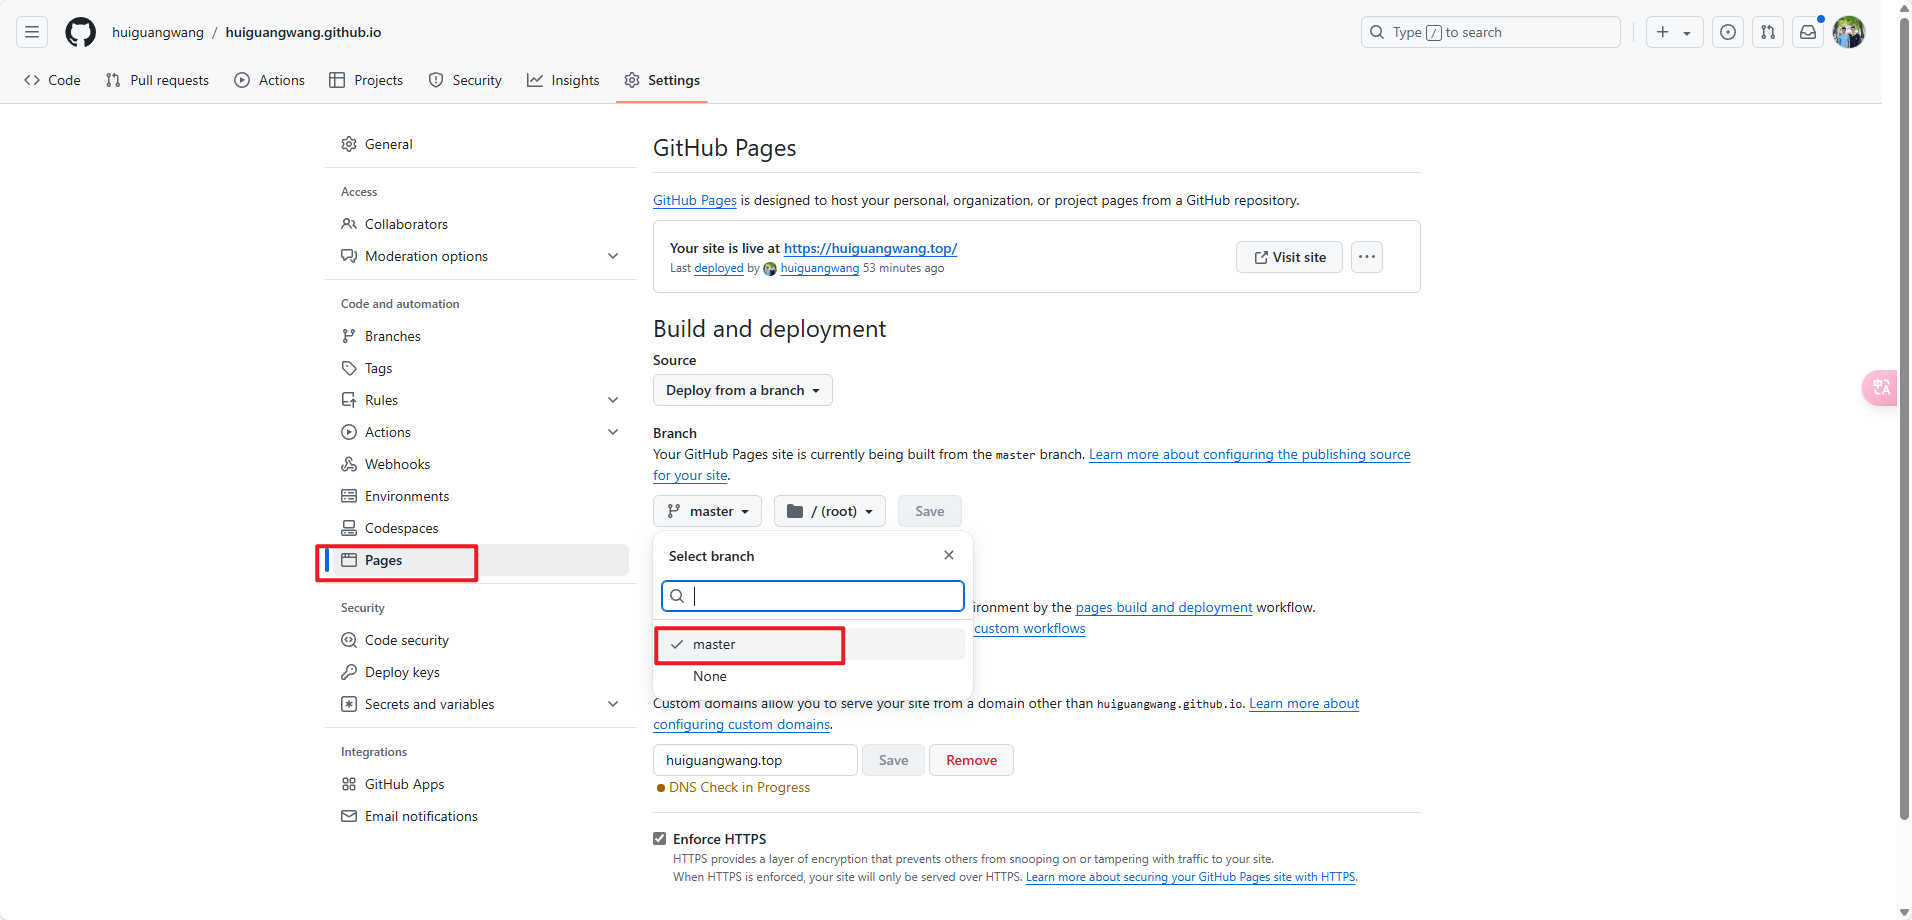 huiguangwang / huiguangwang.github.io
Type / to search
Code Pull requests Actions Projects Security Insights Settings
General
Access
Collaborators
Moderation options
Code and automation
Branches
Tags
Rules
Actions
Webhooks
Environments
Codespaces
Pages
Security
Code security
Deploy keys
Secrets and variables
Integrations
GitHub Apps
Email notifications
GitHub Pages
GitHub Pages is designed to host your personal, organization, or project pages from a GitHub repository.
Your site is live at https://huiguangwang.top/
Last deployed by huiguangwang 53 minutes ago
Visit site
Build and deployment
Source
Deploy from a branch
Branch
Your GitHub Pages site is currently being built from the master branch. Learn more about configuring the publishing source
for your site.
master / (root) Save
Select branch
ironment by the pages build and deployment workflow.
custom workflows
master
None
Custom domains allow you to serve your site from a domain other than huiguangwang.github.io. Learn more about
configuring custom domains.
huiguangwang.top Save Remove
DNS Check in Progress
Enforce HTTPS
HTTPS provides a layer of encryption that prevents others from snooping on or tampering with traffic to your site.
When HTTPS is enforced, your site will only be served over HTTPS. Learn more about securing your GitHub Pages site with HTTPS.
中A